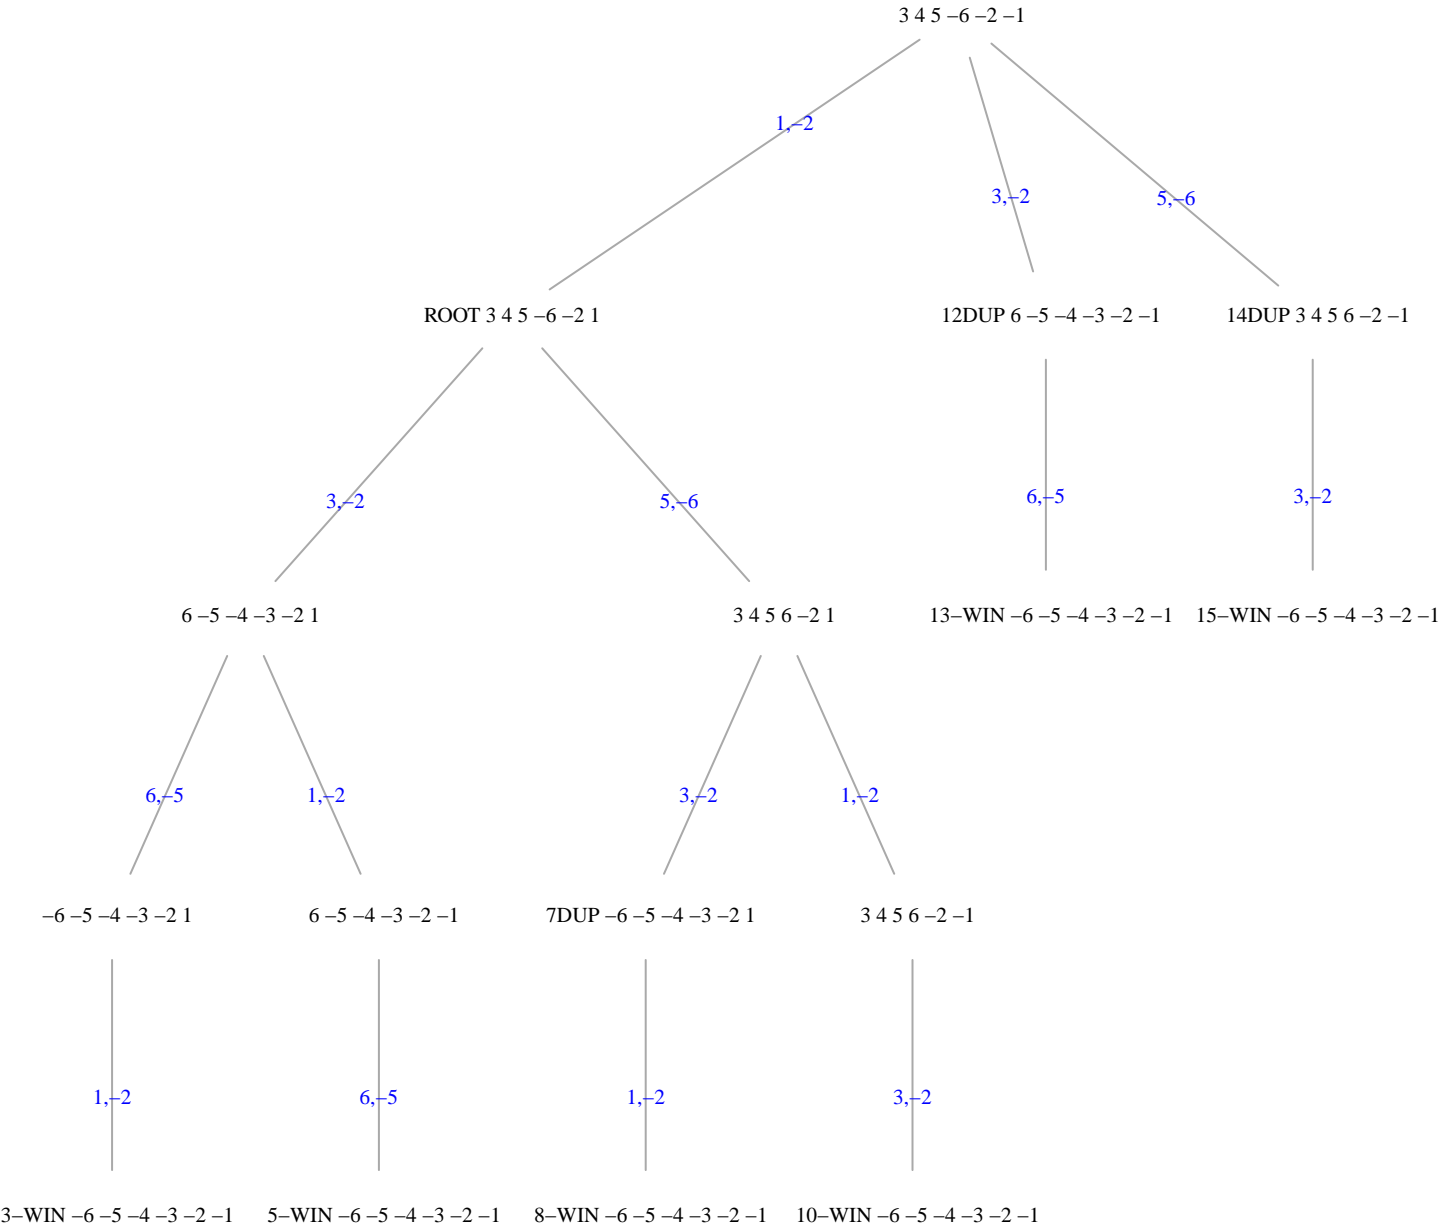 3 4 5 –6 –2 –1
1,–2
3,–2
5,–6
ROOT 3 4 5 –6 –2 1
12DUP 6 –5 –4 –3 –2 –1
14DUP 3 4 5 6 –2 –1
3,–2
5,–6
6,–5
3,–2
6 –5 –4 –3 –2 1
3 4 5 6 –2 1
13–WIN –6 –5 –4 –3 –2 –1
15–WIN –6 –5 –4 –3 –2 –1
6,–5
1,–2
3,–2
1,–2
–6 –5 –4 –3 –2 1
6 –5 –4 –3 –2 –1
7DUP –6 –5 –4 –3 –2 1
3 4 5 6 –2 –1
1,–2
6,–5
1,–2
3,–2
3–WIN –6 –5 –4 –3 –2 –1
5–WIN –6 –5 –4 –3 –2 –1
8–WIN –6 –5 –4 –3 –2 –1
10–WIN –6 –5 –4 –3 –2 –1